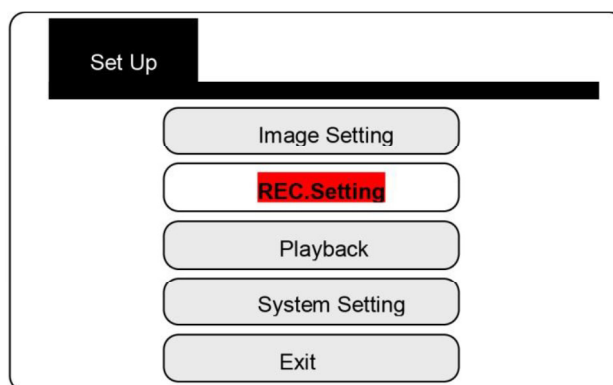 Set Up
Image Setting
REC.Setting
Playback
System Setting
Exit